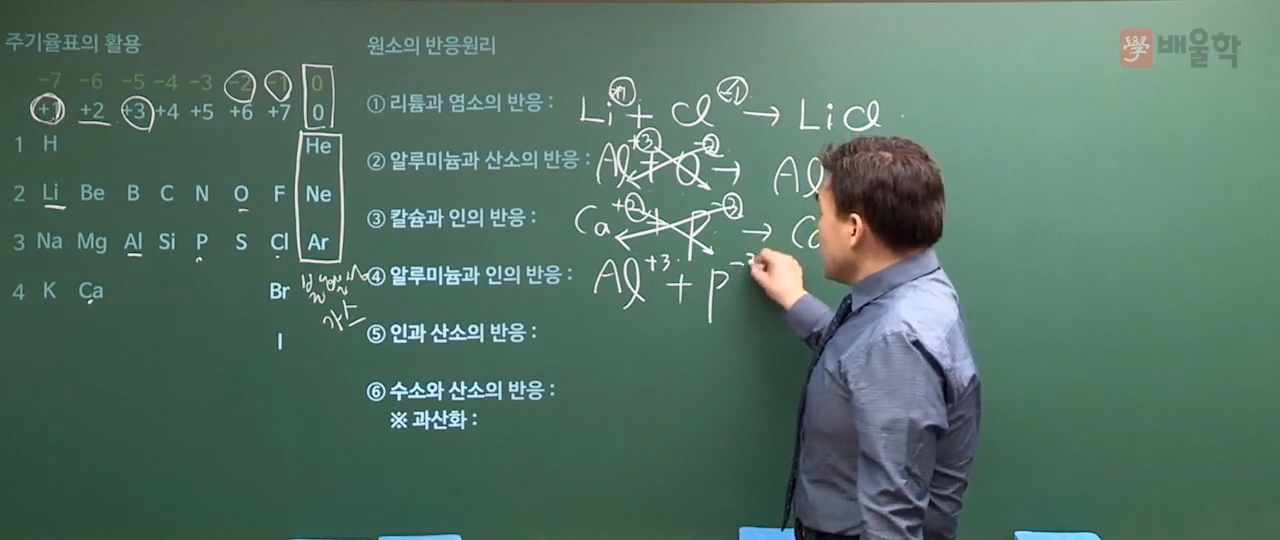 주기율표의 활용
원소의 반응원리
學 배울학
-7 -6 -5 -4 -3 -2 -1 0
+1 +2 +3 +4 +5 +6 +7 0
1 H He
2 Li Be B C N O F Ne
3 Na Mg Al Si P S Cl Ar
4 K Ca Br
I
가스
① 리튬과 염소의 반응 : Li +1 + Cl -1 → LiCl
② 알루미늄과 산소의 반응 : Al +3 + O -2 → Al
③ 칼슘과 인의 반응 : Ca +2 + P -3 → Ca
④ 알루미늄과 인의 반응 : Al +3 + P -3
⑤ 인과 산소의 반응 :
⑥ 수소와 산소의 반응 :
※ 과산화 :